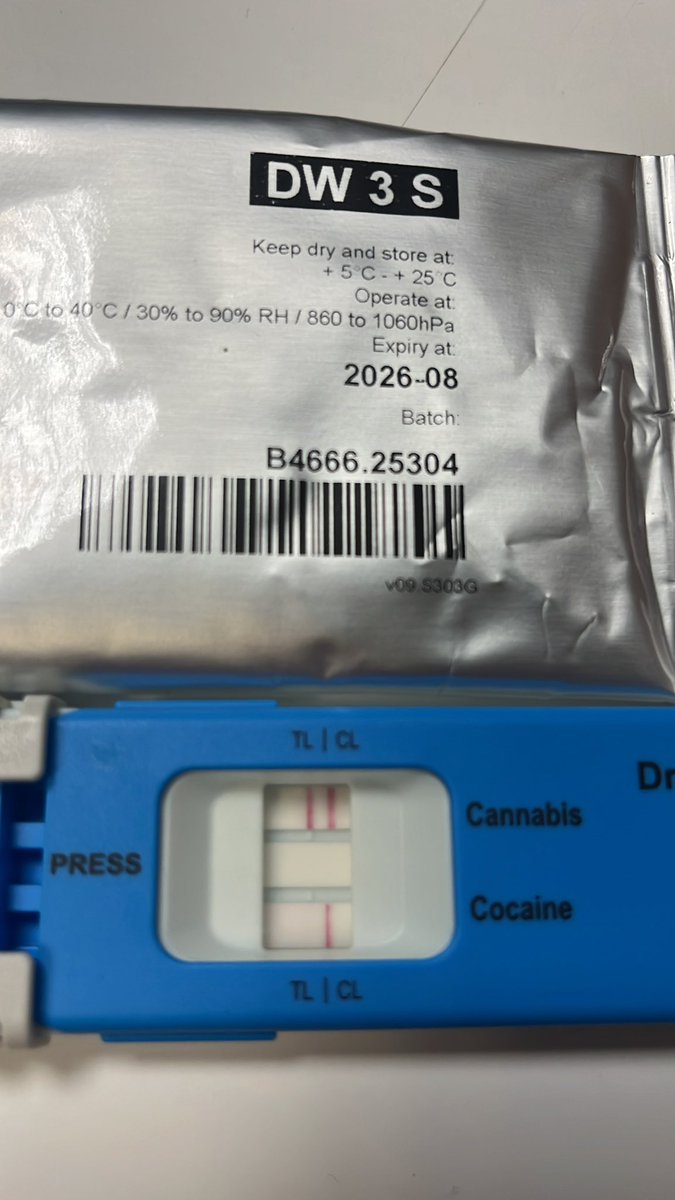 DW 3 S
Keep dry and store at:
+ 5°C - + 25°C
Operate at:
0°C to 40°C / 30% to 90% RH / 860 to 1060hPa
Expiry at:
2026-08
Batch:
B4666.25304
v09 S303G
TL | CL
Dr
Cannabis
PRESS
Cocaine
TL | CL